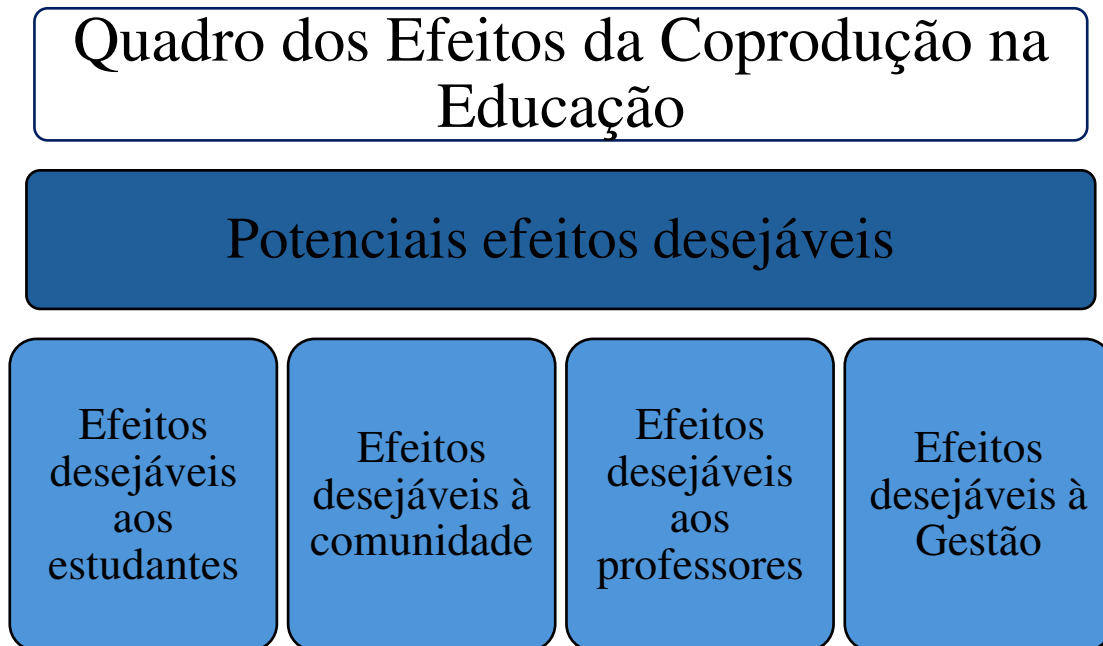 Quadro dos Efeitos da Coprodução na
Educação
Potenciais efeitos desejáveis
Efeitos
desejáveis
aos
estudantes
Efeitos
desejáveis à
comunidade
Efeitos
desejáveis
aos
professores
Efeitos
desejáveis à
Gestão